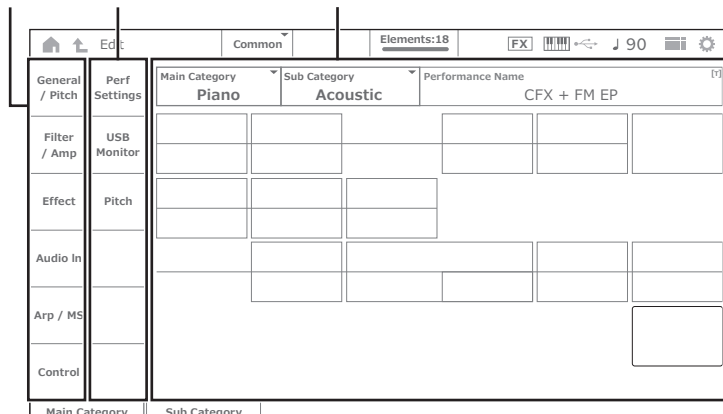 Edit
Common
Elements:18
FX
90
General / Pitch
Perf Settings
Main Category
Piano
Sub Category
Acoustic
Performance Name
[T]
CFX + FM EP
Filter / Amp
USB Monitor
Effect
Pitch
Audio In
Arp / MS
Control
Main Category
Sub Category